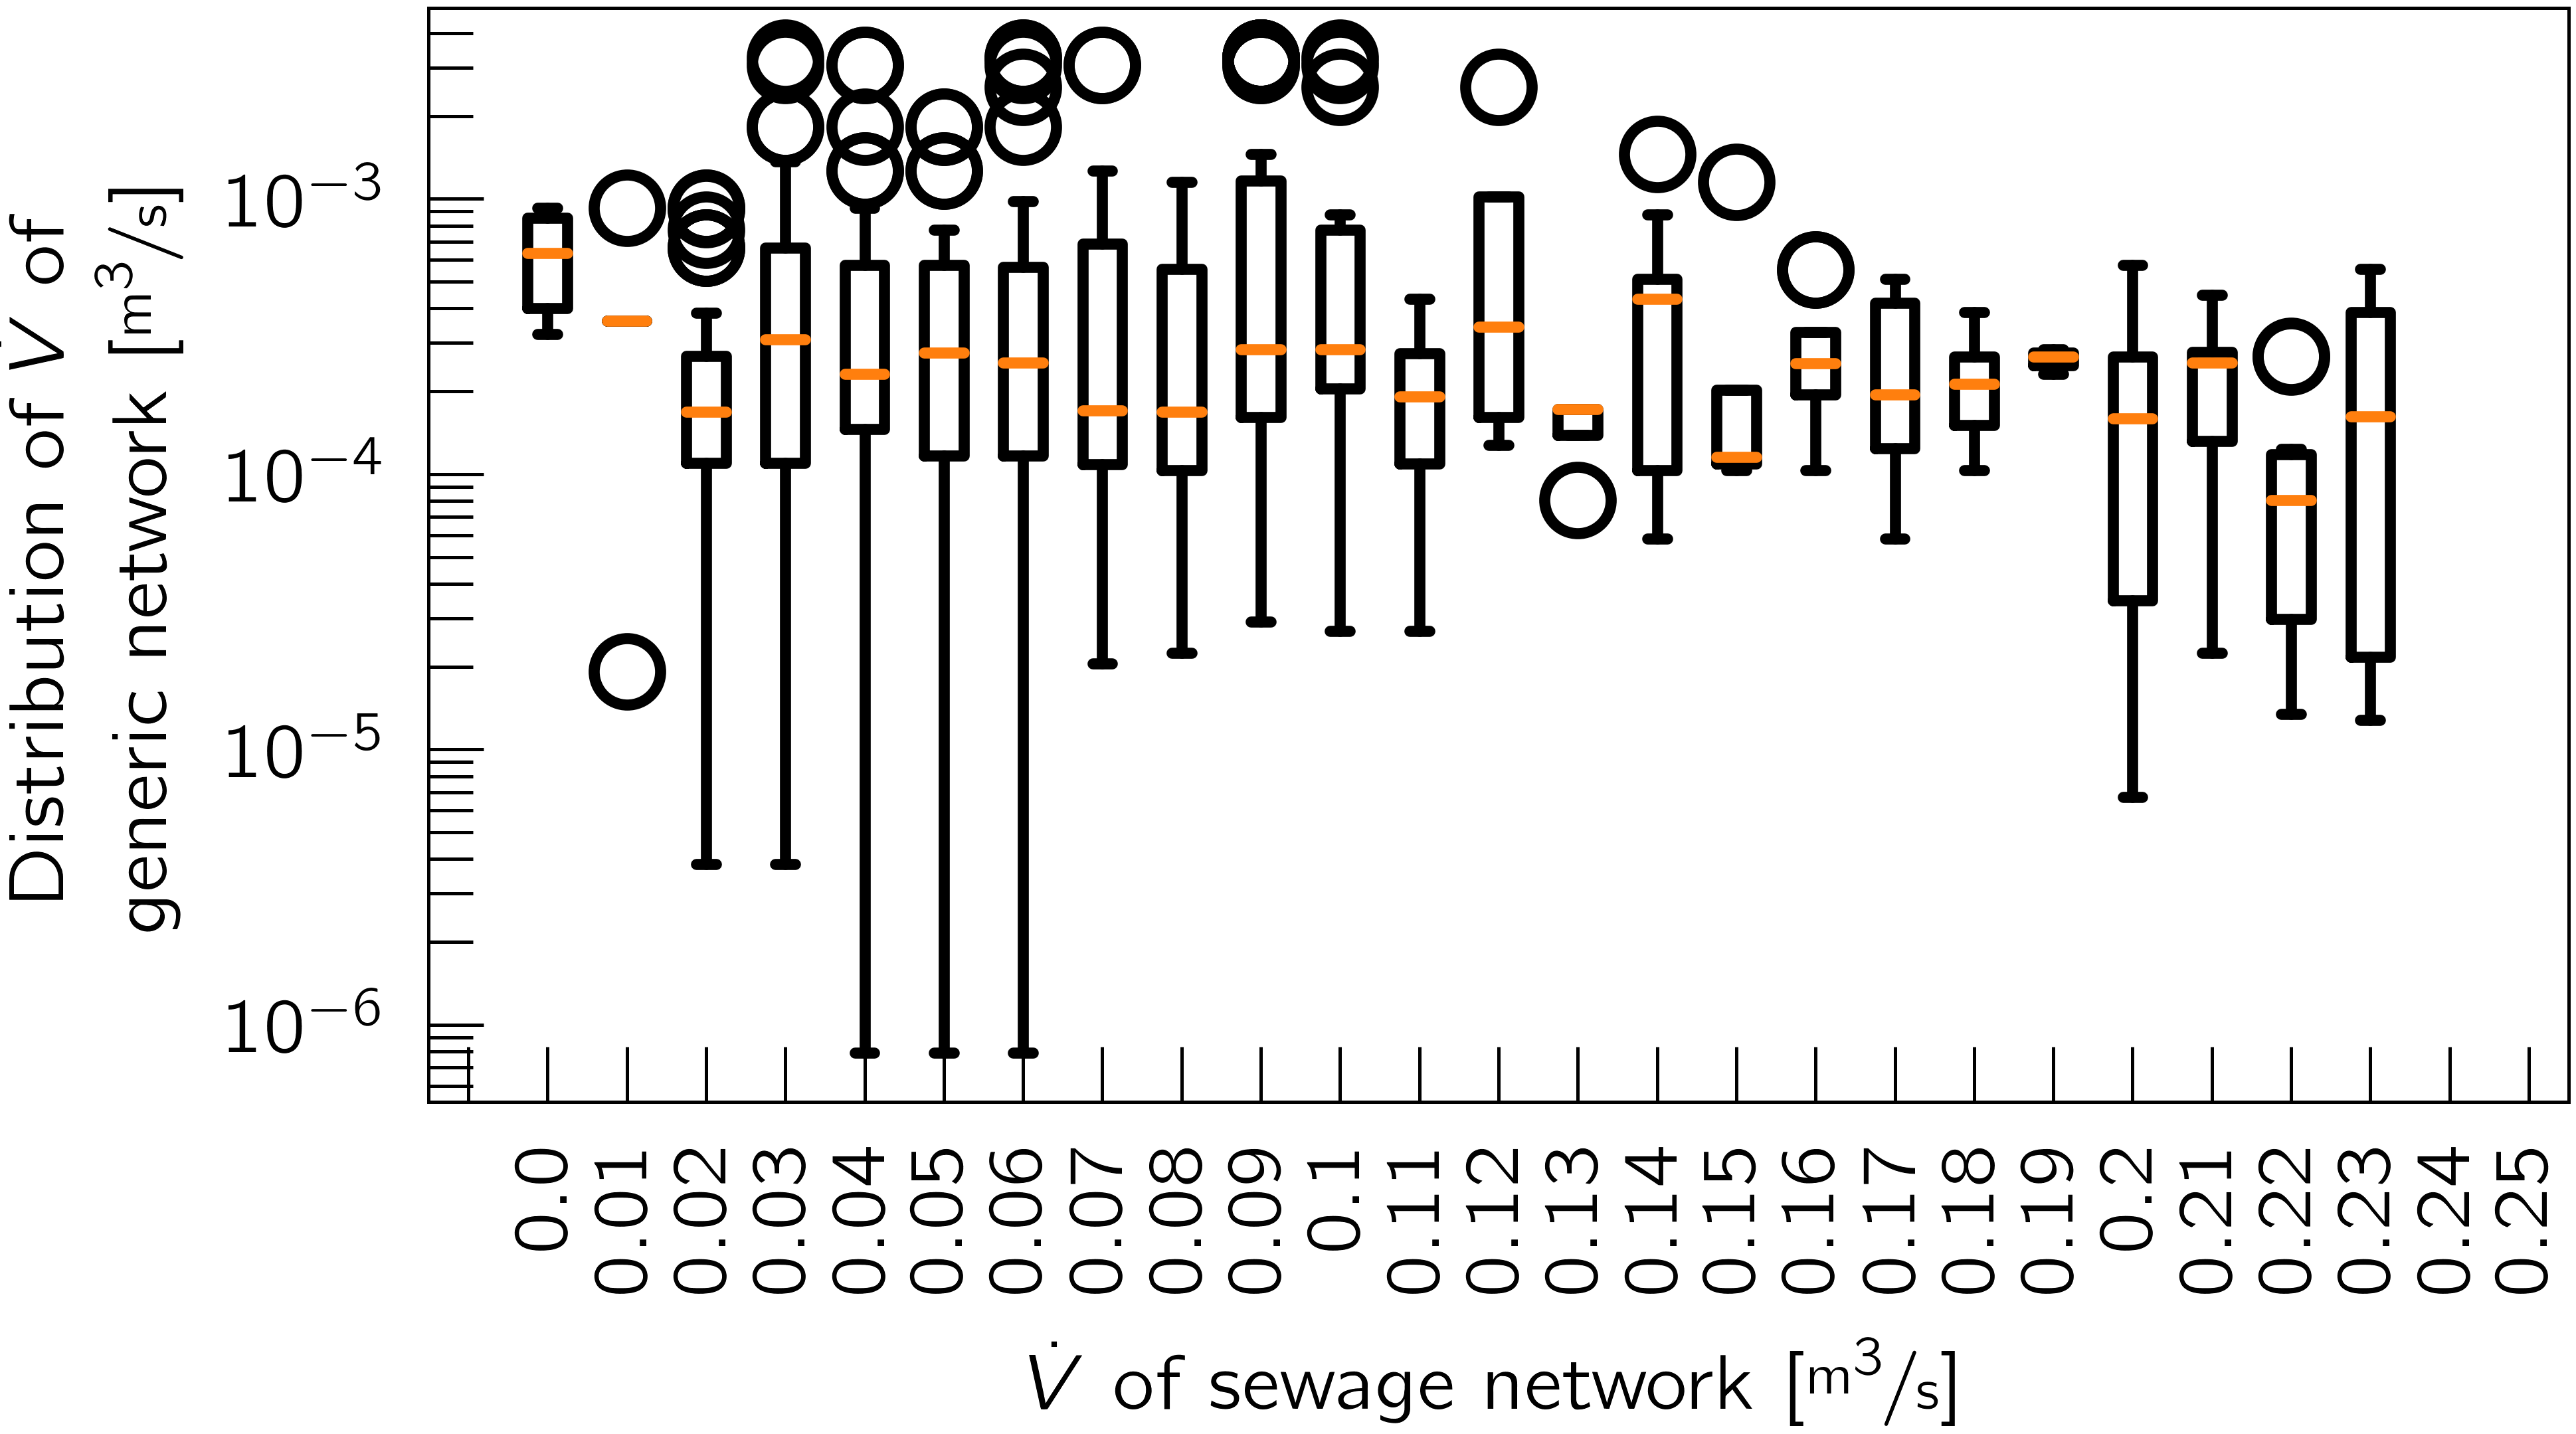 Distribution of V̇ of
generic network [m³/s]
10⁻³
10⁻⁴
10⁻⁵
10⁻⁶
0.0 0.01 0.02 0.03 0.04 0.05 0.06 0.07 0.08 0.09 0.1 0.11 0.12 0.13 0.14 0.15 0.16 0.17 0.18 0.19 0.2 0.21 0.22 0.23 0.24 0.25
V̇ of sewage network [m³/s]